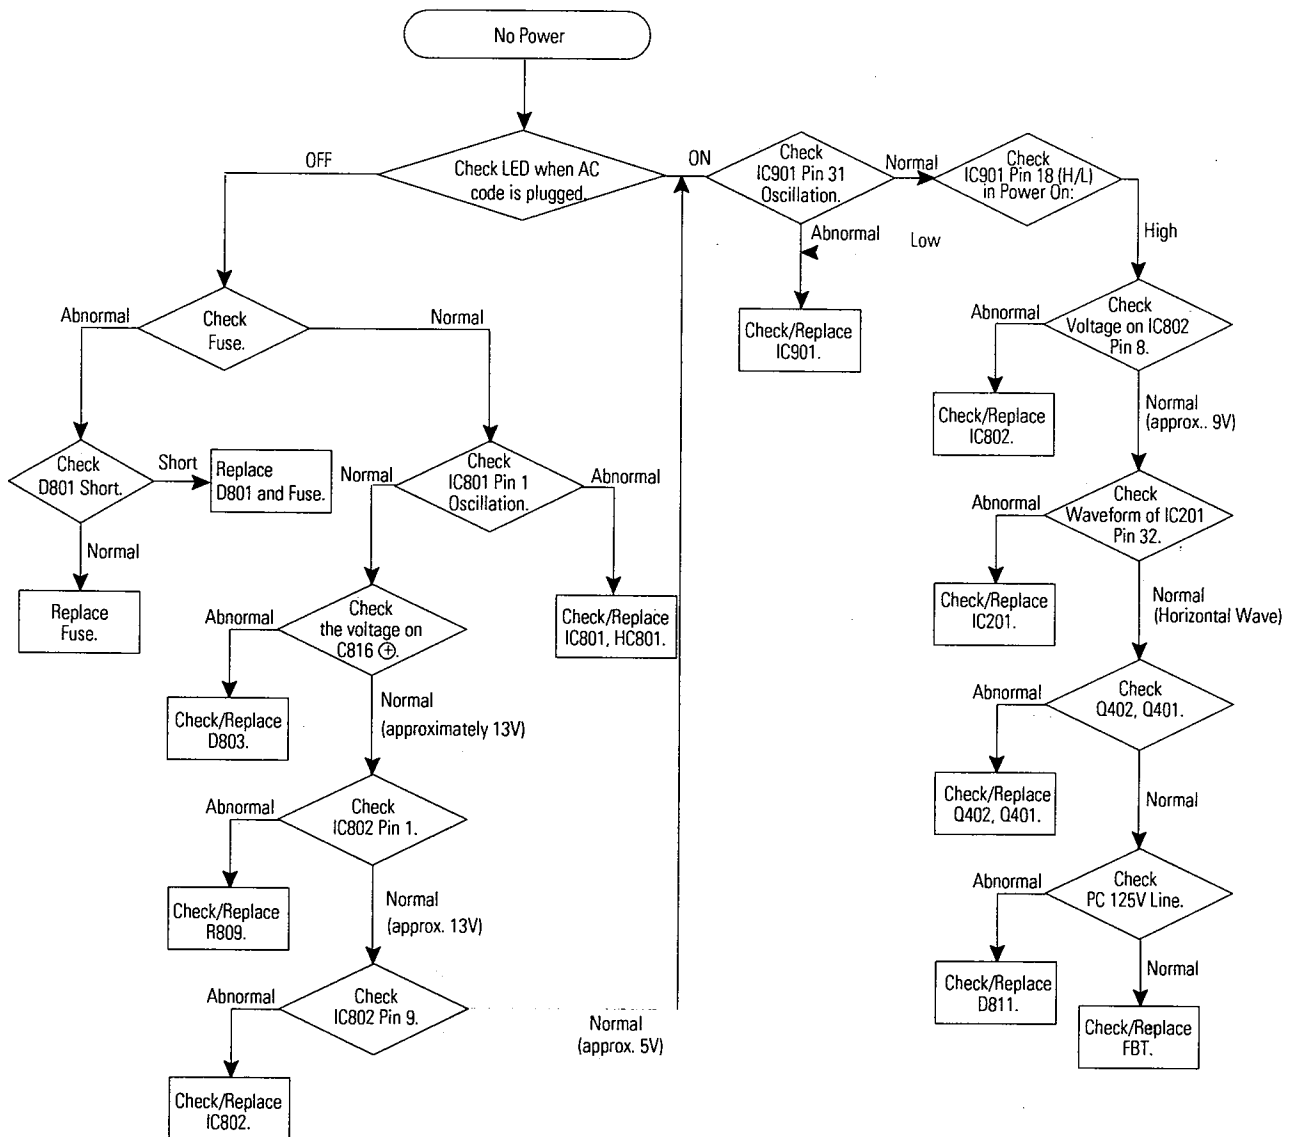 No Power
Check LED when AC
code is plugged.
OFF
ON
Check
IC901 Pin 31
Oscillation.
Normal
Check
IC901 Pin 18 (H/L)
in Power On:
Abnormal
Low
High
Check/Replace
IC901.
Check
Fuse.
Abnormal
Normal
Check
D801 Short.
Short
Replace
D801 and Fuse.
Normal
Replace
Fuse.
Check
IC801 Pin 1
Oscillation.
Normal
Abnormal
Check/Replace
IC801, HC801.
Check
the voltage on
C816 ⊕.
Abnormal
Check/Replace
D803.
Normal
(approximately 13V)
Check
IC802 Pin 1.
Abnormal
Check/Replace
R809.
Normal
(approx. 13V)
Check
IC802 Pin 9.
Abnormal
Check/Replace
IC802.
Normal
(approx. 5V)
Check
Voltage on IC802
Pin 8.
Abnormal
Check/Replace
IC802.
Normal
(approx.. 9V)
Check
Waveform of IC201
Pin 32.
Abnormal
Check/Replace
IC201.
Normal
(Horizontal Wave)
Check
Q402, Q401.
Abnormal
Check/Replace
Q402, Q401.
Normal
Check
PC 125V Line.
Abnormal
Check/Replace
D811.
Normal
Check/Replace
FBT.